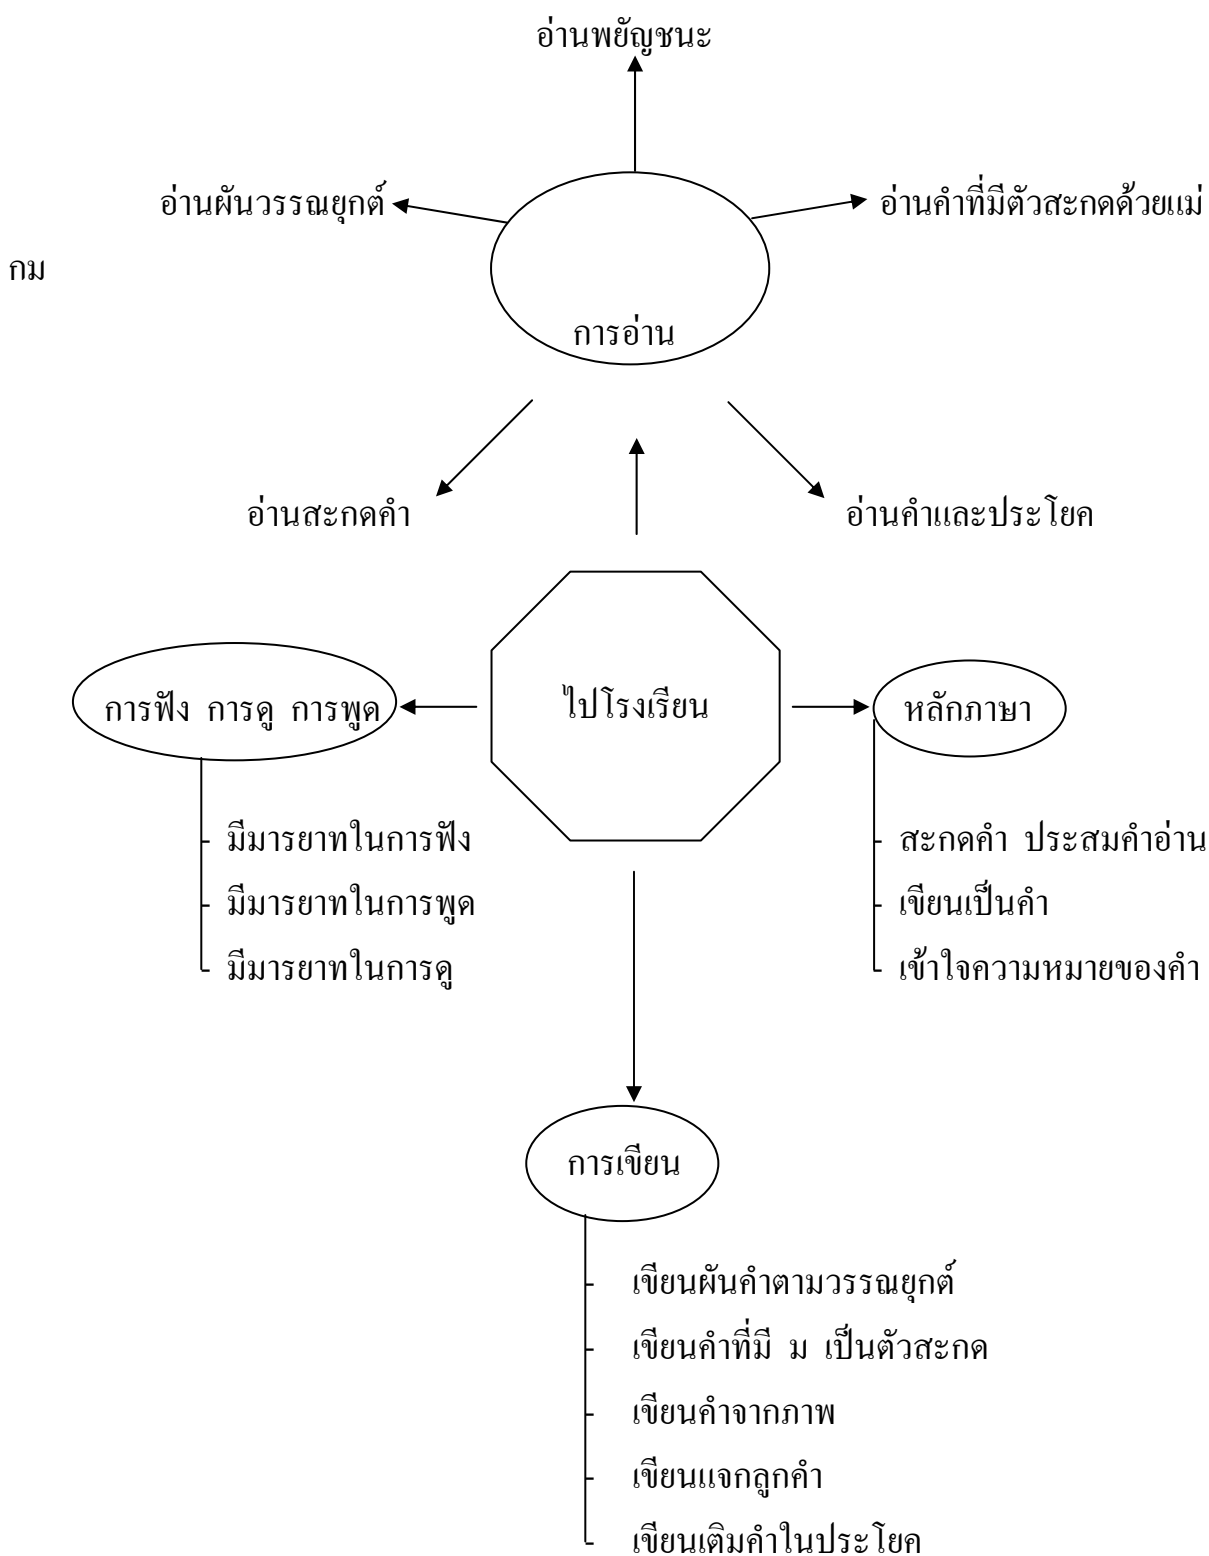 อ่านพยัญชนะ
อ่านผันวรรณยุกต์ อ่านคำที่มีตัวสะกดด้วยแม่
กม
การอ่าน
อ่านสะกดคำ อ่านคำและประโยค
การฟัง การดู การพูด ไปโรงเรียน หลักภาษา
- มีมารยาทในการฟัง - สะกดคำ ประสมคำอ่าน
- มีมารยาทในการพูด - เขียนเป็นคำ
- มีมารยาทในการดู - เข้าใจความหมายของคำ
การเขียน
- เขียนผันคำตามวรรณยุกต์
- เขียนคำที่มี ม เป็นตัวสะกด
- เขียนคำจากภาพ
- เขียนแจกลูกคำ
- เขียนเติมคำในประโยค